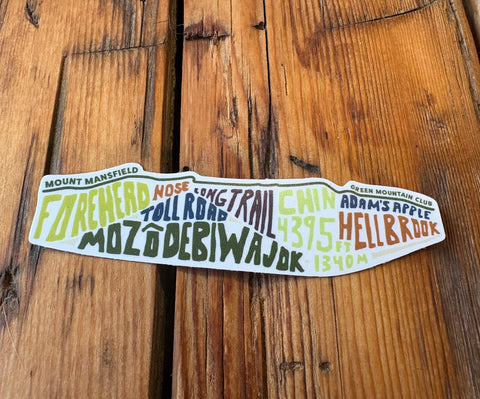 MOUNT MANSFIELD
GREEN MOUNTAIN CLUB
FOREHEAD
NOSE
TOLL ROAD
LONG TRAIL
CHIN
4395 FT
1340 M
ADAM'S APPLE
HELLBROOK
MOZÔDEBIWAJOK